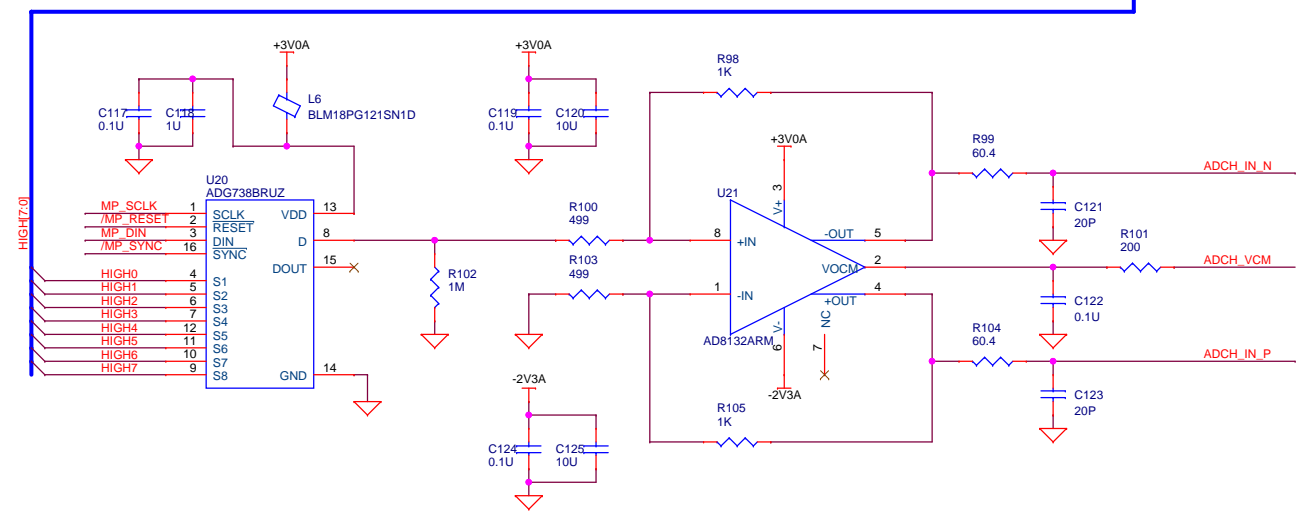 +3V0A
+3V0A
R98
1K
C117
0.1U
C118
1U
L6
BLM18PG121SN1D
C119
0.1U
C120
10U
+3V0A
R99
60.4
ADCH_IN_N
HIGH[7:0]
U20
ADG738BRUZ
MP_SCLK 1 SCLK VDD 13
/MP_RESET 2 RESET D 8
MP_DIN 3 DIN
/MP_SYNC 16 SYNC DOUT 15
HIGH0 4 S1
HIGH1 5 S2
HIGH2 6 S3
HIGH3 7 S4
HIGH4 12 S5
HIGH5 11 S6
HIGH6 10 S7
HIGH7 9 S8
GND 14
R102
1M
R100
499
R103
499
U21
3 V+
8 +IN
1 -IN
-OUT 5
VOCM 2
+OUT 4
V- 6
NC 7
AD8132ARM
-2V3A
C121
20P
R101
200
ADCH_VCM
C122
0.1U
R104
60.4
ADCH_IN_P
C123
20P
-2V3A
C124
0.1U
C125
10U
R105
1K